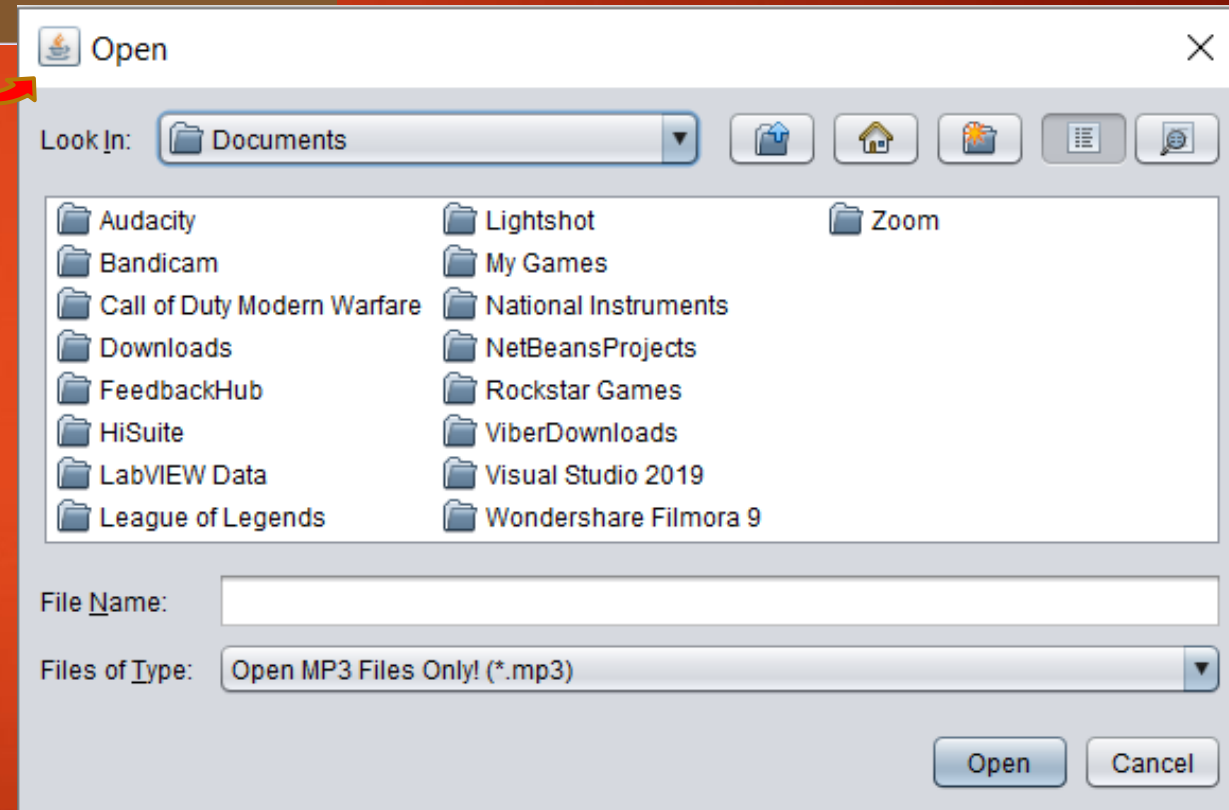 Open
Look In: Documents
Audacity Lightshot Zoom
Bandicam My Games
Call of Duty Modern Warfare National Instruments
Downloads NetBeansProjects
FeedbackHub Rockstar Games
HiSuite ViberDownloads
LabVIEW Data Visual Studio 2019
League of Legends Wondershare Filmora 9
File Name:
Files of Type: Open MP3 Files Only! (*.mp3)
Open Cancel